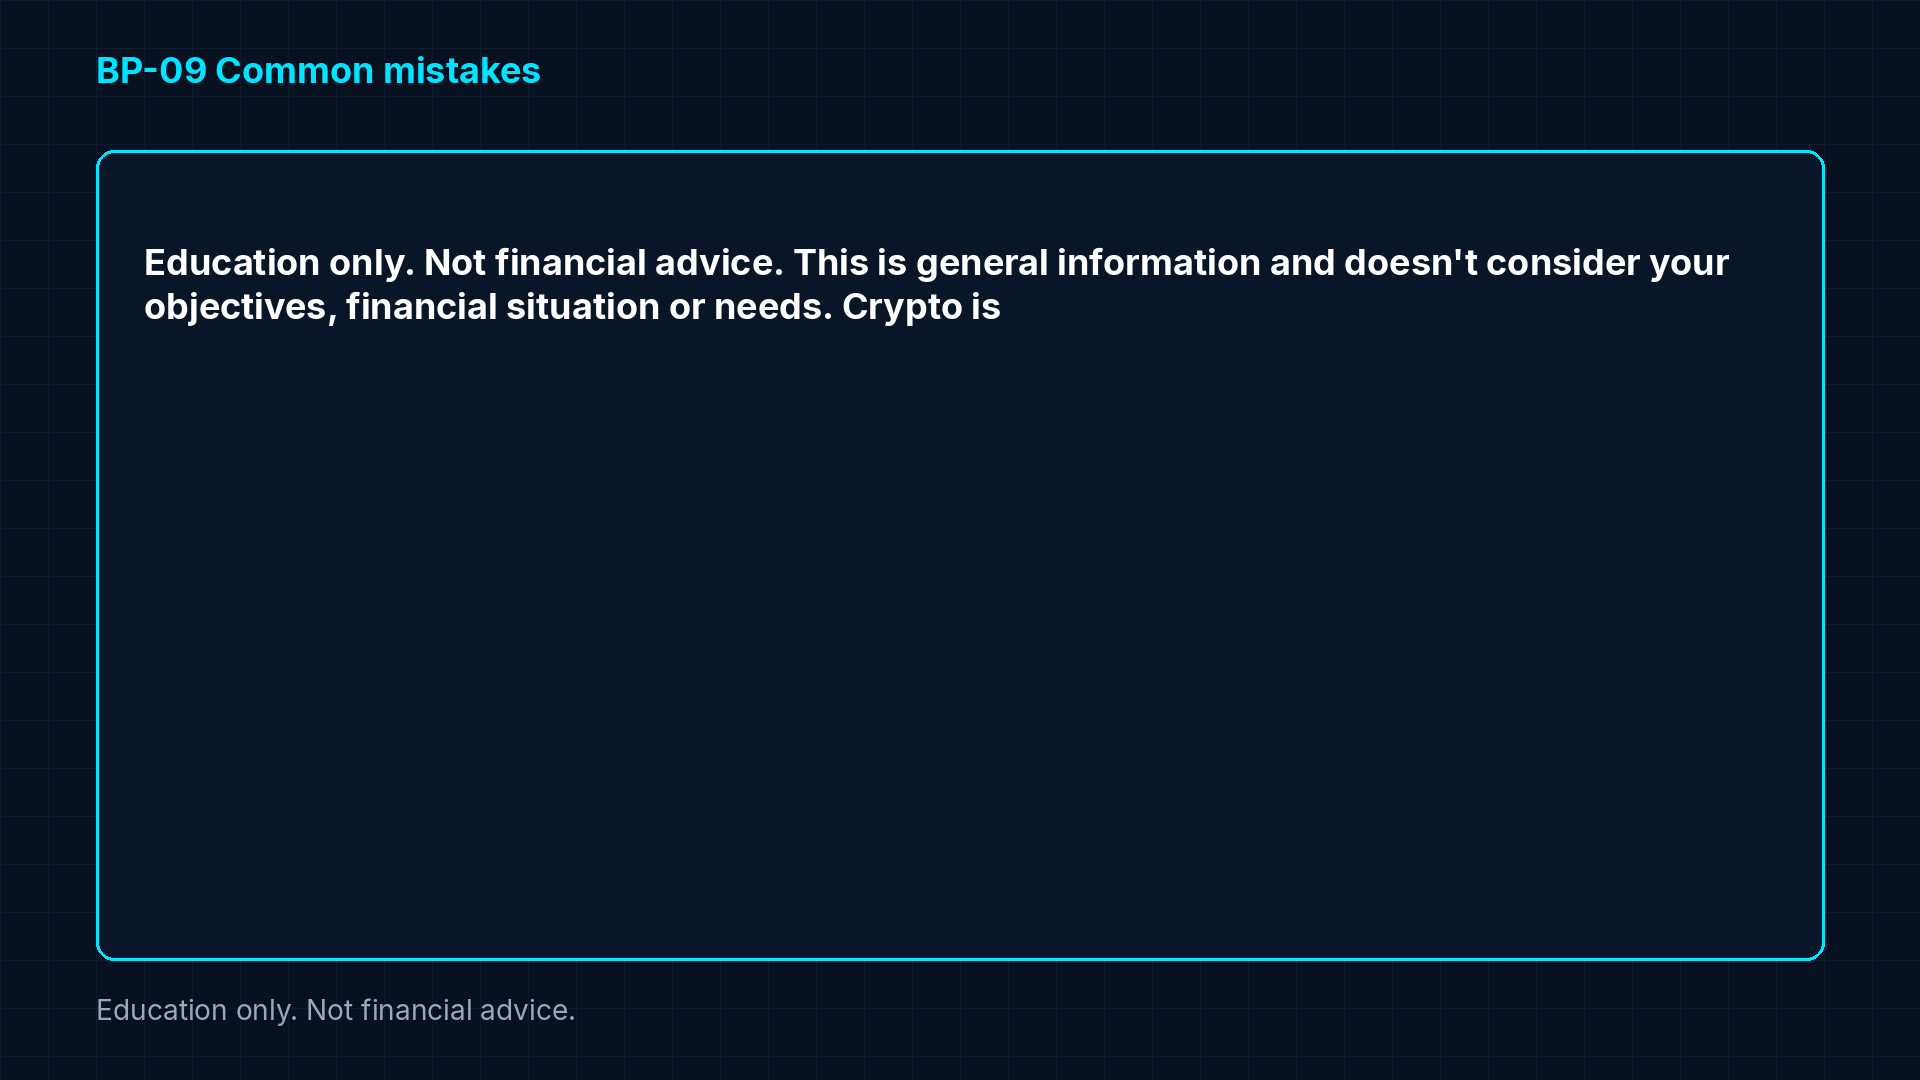 BP-09 Common mistakes
Education only. Not financial advice. This is general information and doesn't consider your
objectives, financial situation or needs. Crypto is
Education only. Not financial advice.